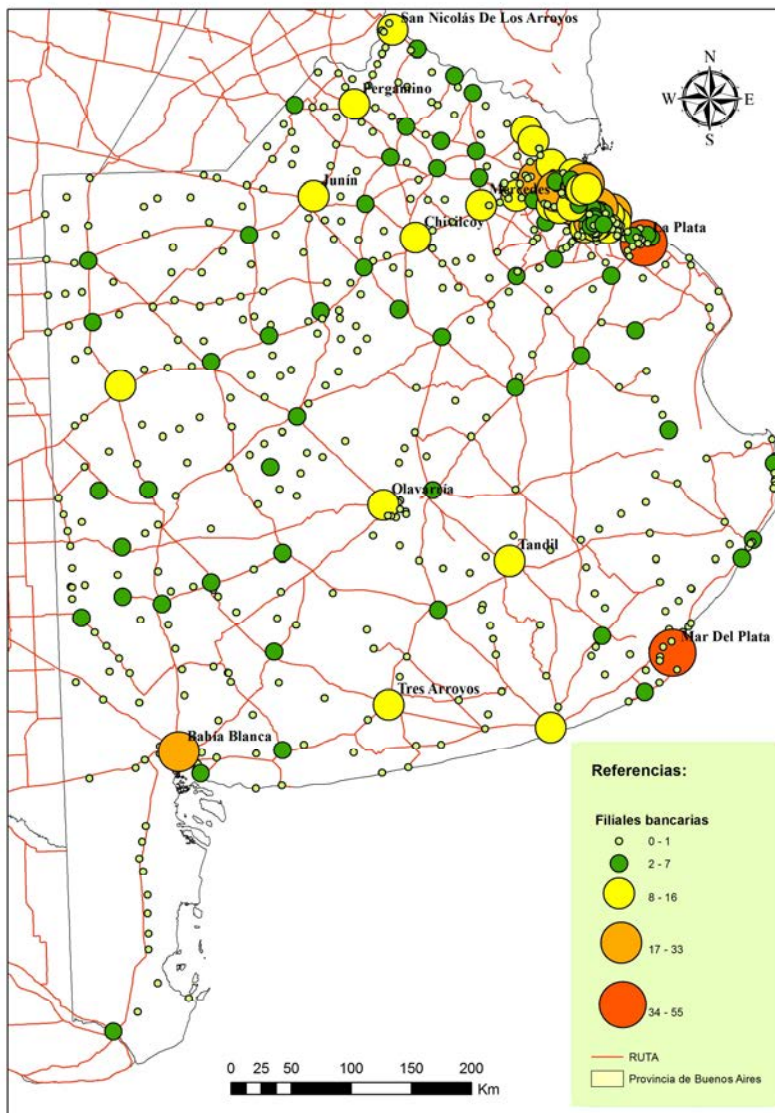 San Nicolás De Los Arroyos
N
W
E
S
Pergamino
Junín
Mercedes
Chivilcoy
La Plata
Olavarría
Tandil
Mar Del Plata
Tres Arroyos
Bahía Blanca
Referencias:
Filiales bancarias
0 - 1
2 - 7
8 - 16
17 - 33
34 - 55
RUTA
Provincia de Buenos Aires
0 25 50 100 150 200
Km